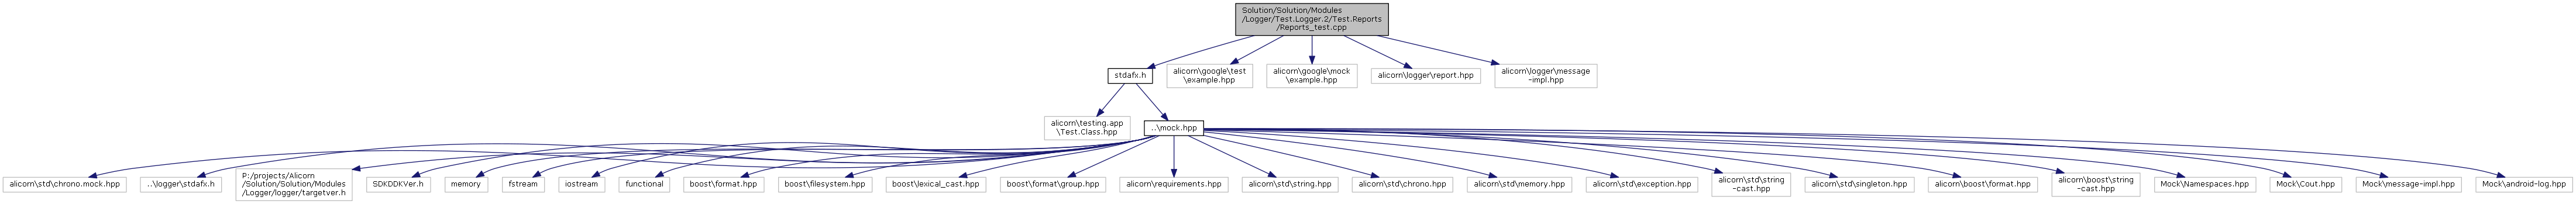 Solution/Solution/Modules
/Logger/Test.Logger.2/Test.Reports
/Reports_test.cpp
stdafx.h
alicorn\google\test
\example.hpp
alicorn\google\mock
\example.hpp
alicorn\logger\report.hpp
alicorn\logger\message
-impl.hpp
alicorn\testing.app
\Test.Class.hpp
..\mock.hpp
alicorn\std\chrono.mock.hpp
..\logger\stdafx.h
P:/projects/Alicorn
/Solution/Solution/Modules
/Logger/logger/targetver.h
SDKDDKVer.h
memory
fstream
iostream
functional
boost/format.hpp
boost/filesystem.hpp
boost/lexical_cast.hpp
boost/format/group.hpp
alicorn\requirements.hpp
alicorn\std\string.hpp
alicorn\std\chrono.hpp
alicorn\std\memory.hpp
alicorn\std\exception.hpp
alicorn\std\string
-cast.hpp
alicorn\std\singleton.hpp
alicorn\boost\format.hpp
alicorn\boost\string
-cast.hpp
Mock\Namespaces.hpp
Mock\Cout.hpp
Mock\message-impl.hpp
Mock\android-log.hpp